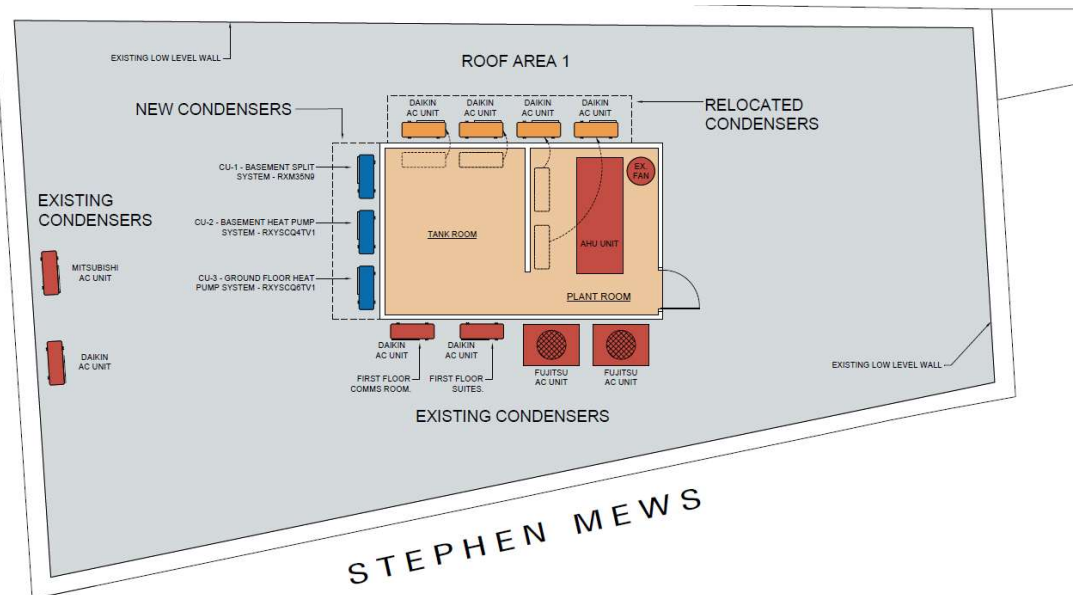 EXISTING LOW LEVEL WALL
ROOF AREA 1
NEW CONDENSERS
DAIKIN
AC UNIT
DAIKIN
AC UNIT
DAIKIN
AC UNIT
DAIKIN
AC UNIT
RELOCATED
CONDENSERS
CU-1 - BASEMENT SPLIT
SYSTEM - RXM35N9
EX.
FAN
EXISTING
CONDENSERS
CU-2 - BASEMENT HEAT PUMP
SYSTEM - RXYSCQ4TV1
TANK ROOM
AHU UNIT
MITSUBISHI
AC UNIT
CU-3 - GROUND FLOOR HEAT
PUMP SYSTEM - RXYSCQ6TV1
PLANT ROOM
DAIKIN
AC UNIT
DAIKIN
AC UNIT
DAIKIN
AC UNIT
FIRST FLOOR
COMMS ROOM.
FIRST FLOOR
SUITES.
FUJITSU
AC UNIT
FUJITSU
AC UNIT
EXISTING LOW LEVEL WALL
EXISTING CONDENSERS
STEPHEN MEWS